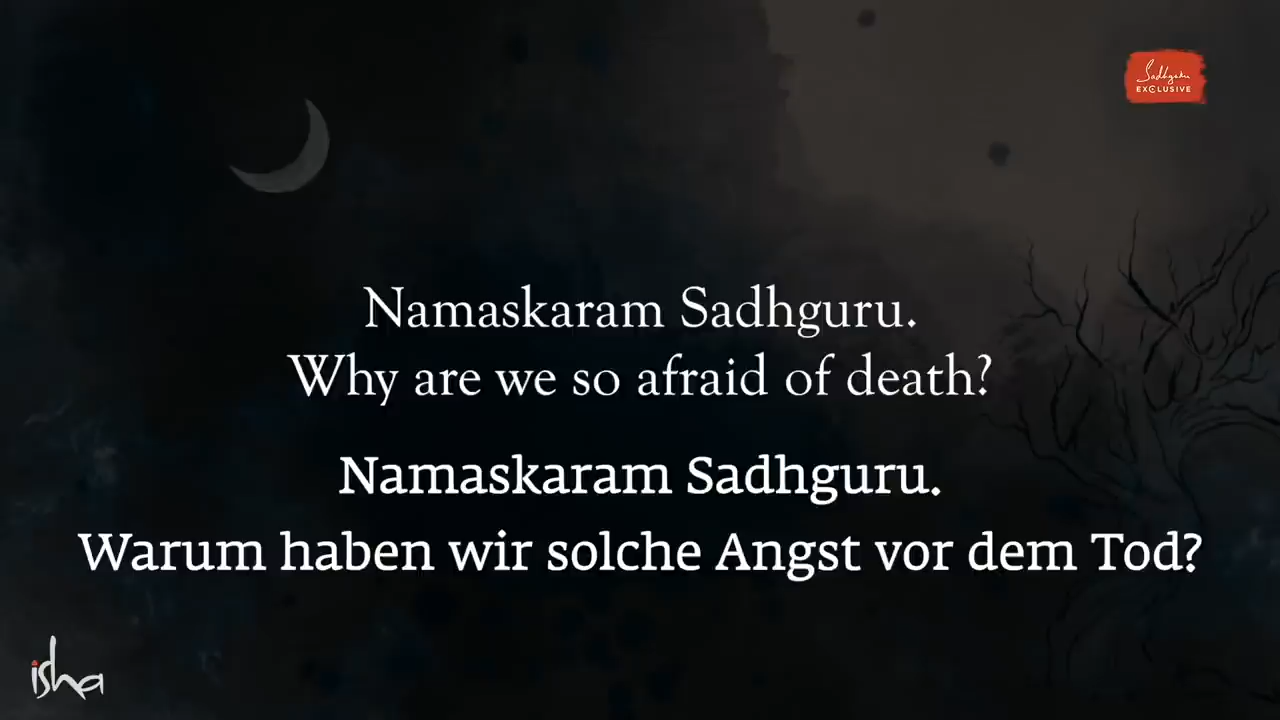 Sadhguru
EXCLUSIVE
Namaskaram Sadhguru.
Why are we so afraid of death?
Namaskaram Sadhguru.
Warum haben wir solche Angst vor dem Tod?
isha